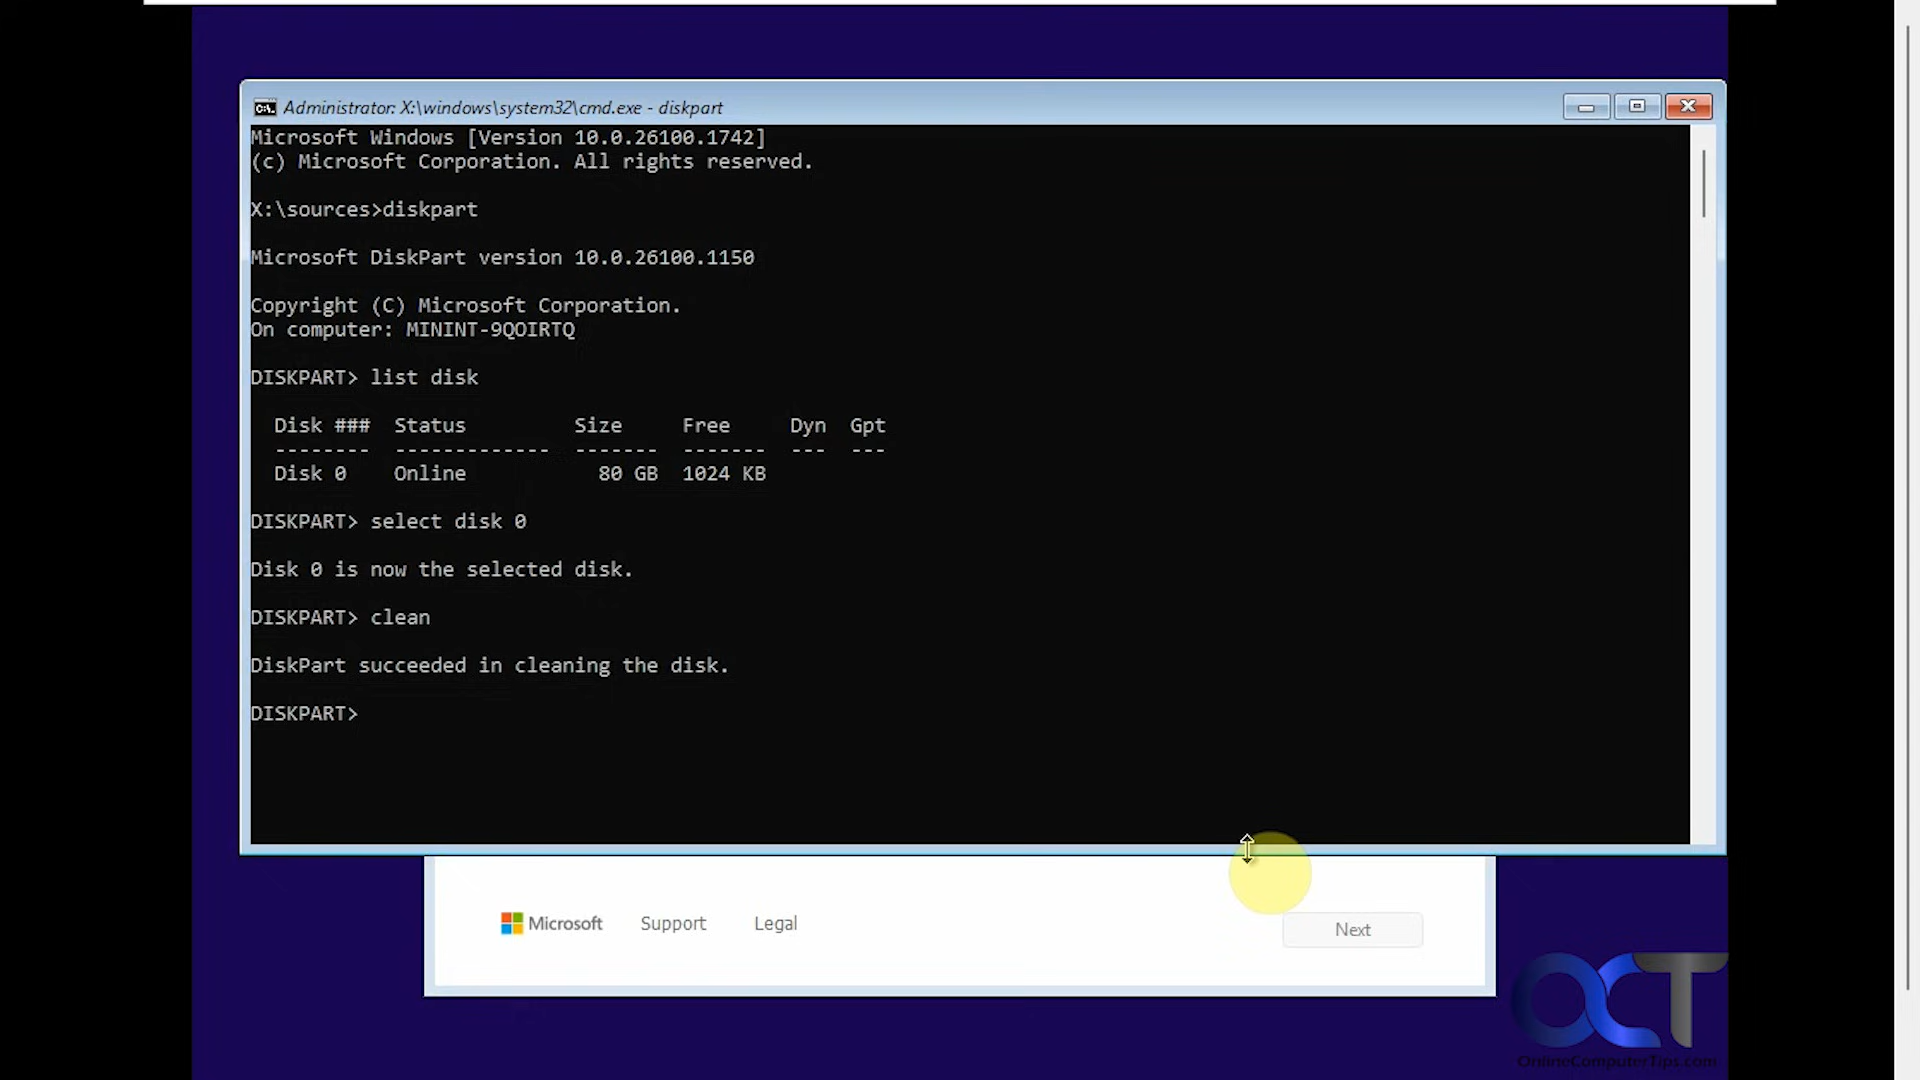 Administrator: X:\windows\system32\cmd.exe - diskpart
Microsoft Windows [Version 10.0.26100.1742]
(c) Microsoft Corporation. All rights reserved.
X:\sources>diskpart
Microsoft DiskPart version 10.0.26100.1150
Copyright (C) Microsoft Corporation.
On computer: MININT-9QOIRTQ
DISKPART> list disk
Disk ###  Status         Size     Free     Dyn  Gpt
--------  -------------  -------  -------  ---  ---
Disk 0    Online           80 GB  1024 KB
DISKPART> select disk 0
Disk 0 is now the selected disk.
DISKPART> clean
DiskPart succeeded in cleaning the disk.
DISKPART>
Microsoft Support Legal Next
OCT
OnlineComputerTips.com